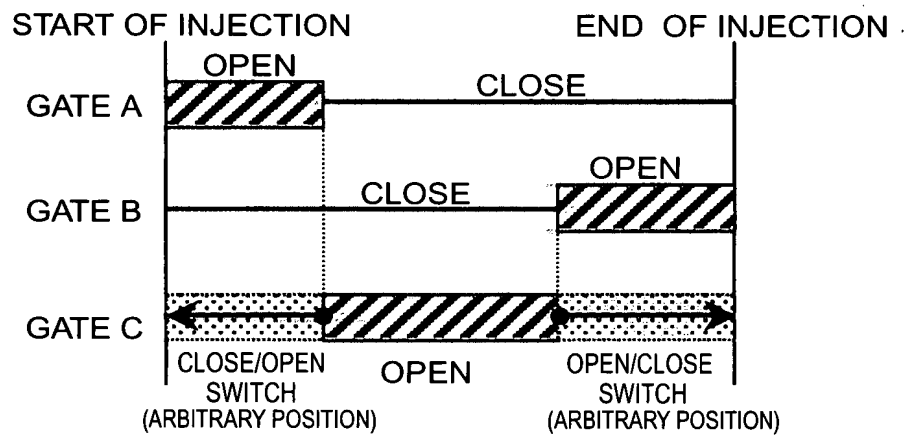 START OF INJECTION
END OF INJECTION
OPEN
GATE A
CLOSE
OPEN
GATE B
CLOSE
GATE C
CLOSE/OPEN
SWITCH
(ARBITRARY POSITION)
OPEN
OPEN/CLOSE
SWITCH
(ARBITRARY POSITION)